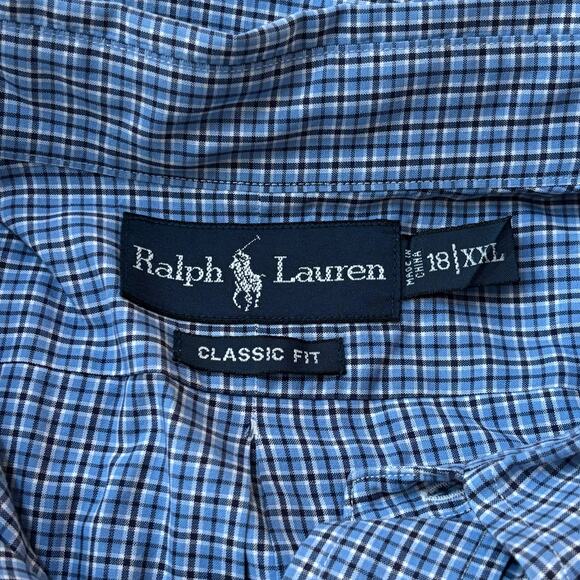 Ralph Lauren
MADE IN
CHINA
18|XXL
CLASSIC FIT